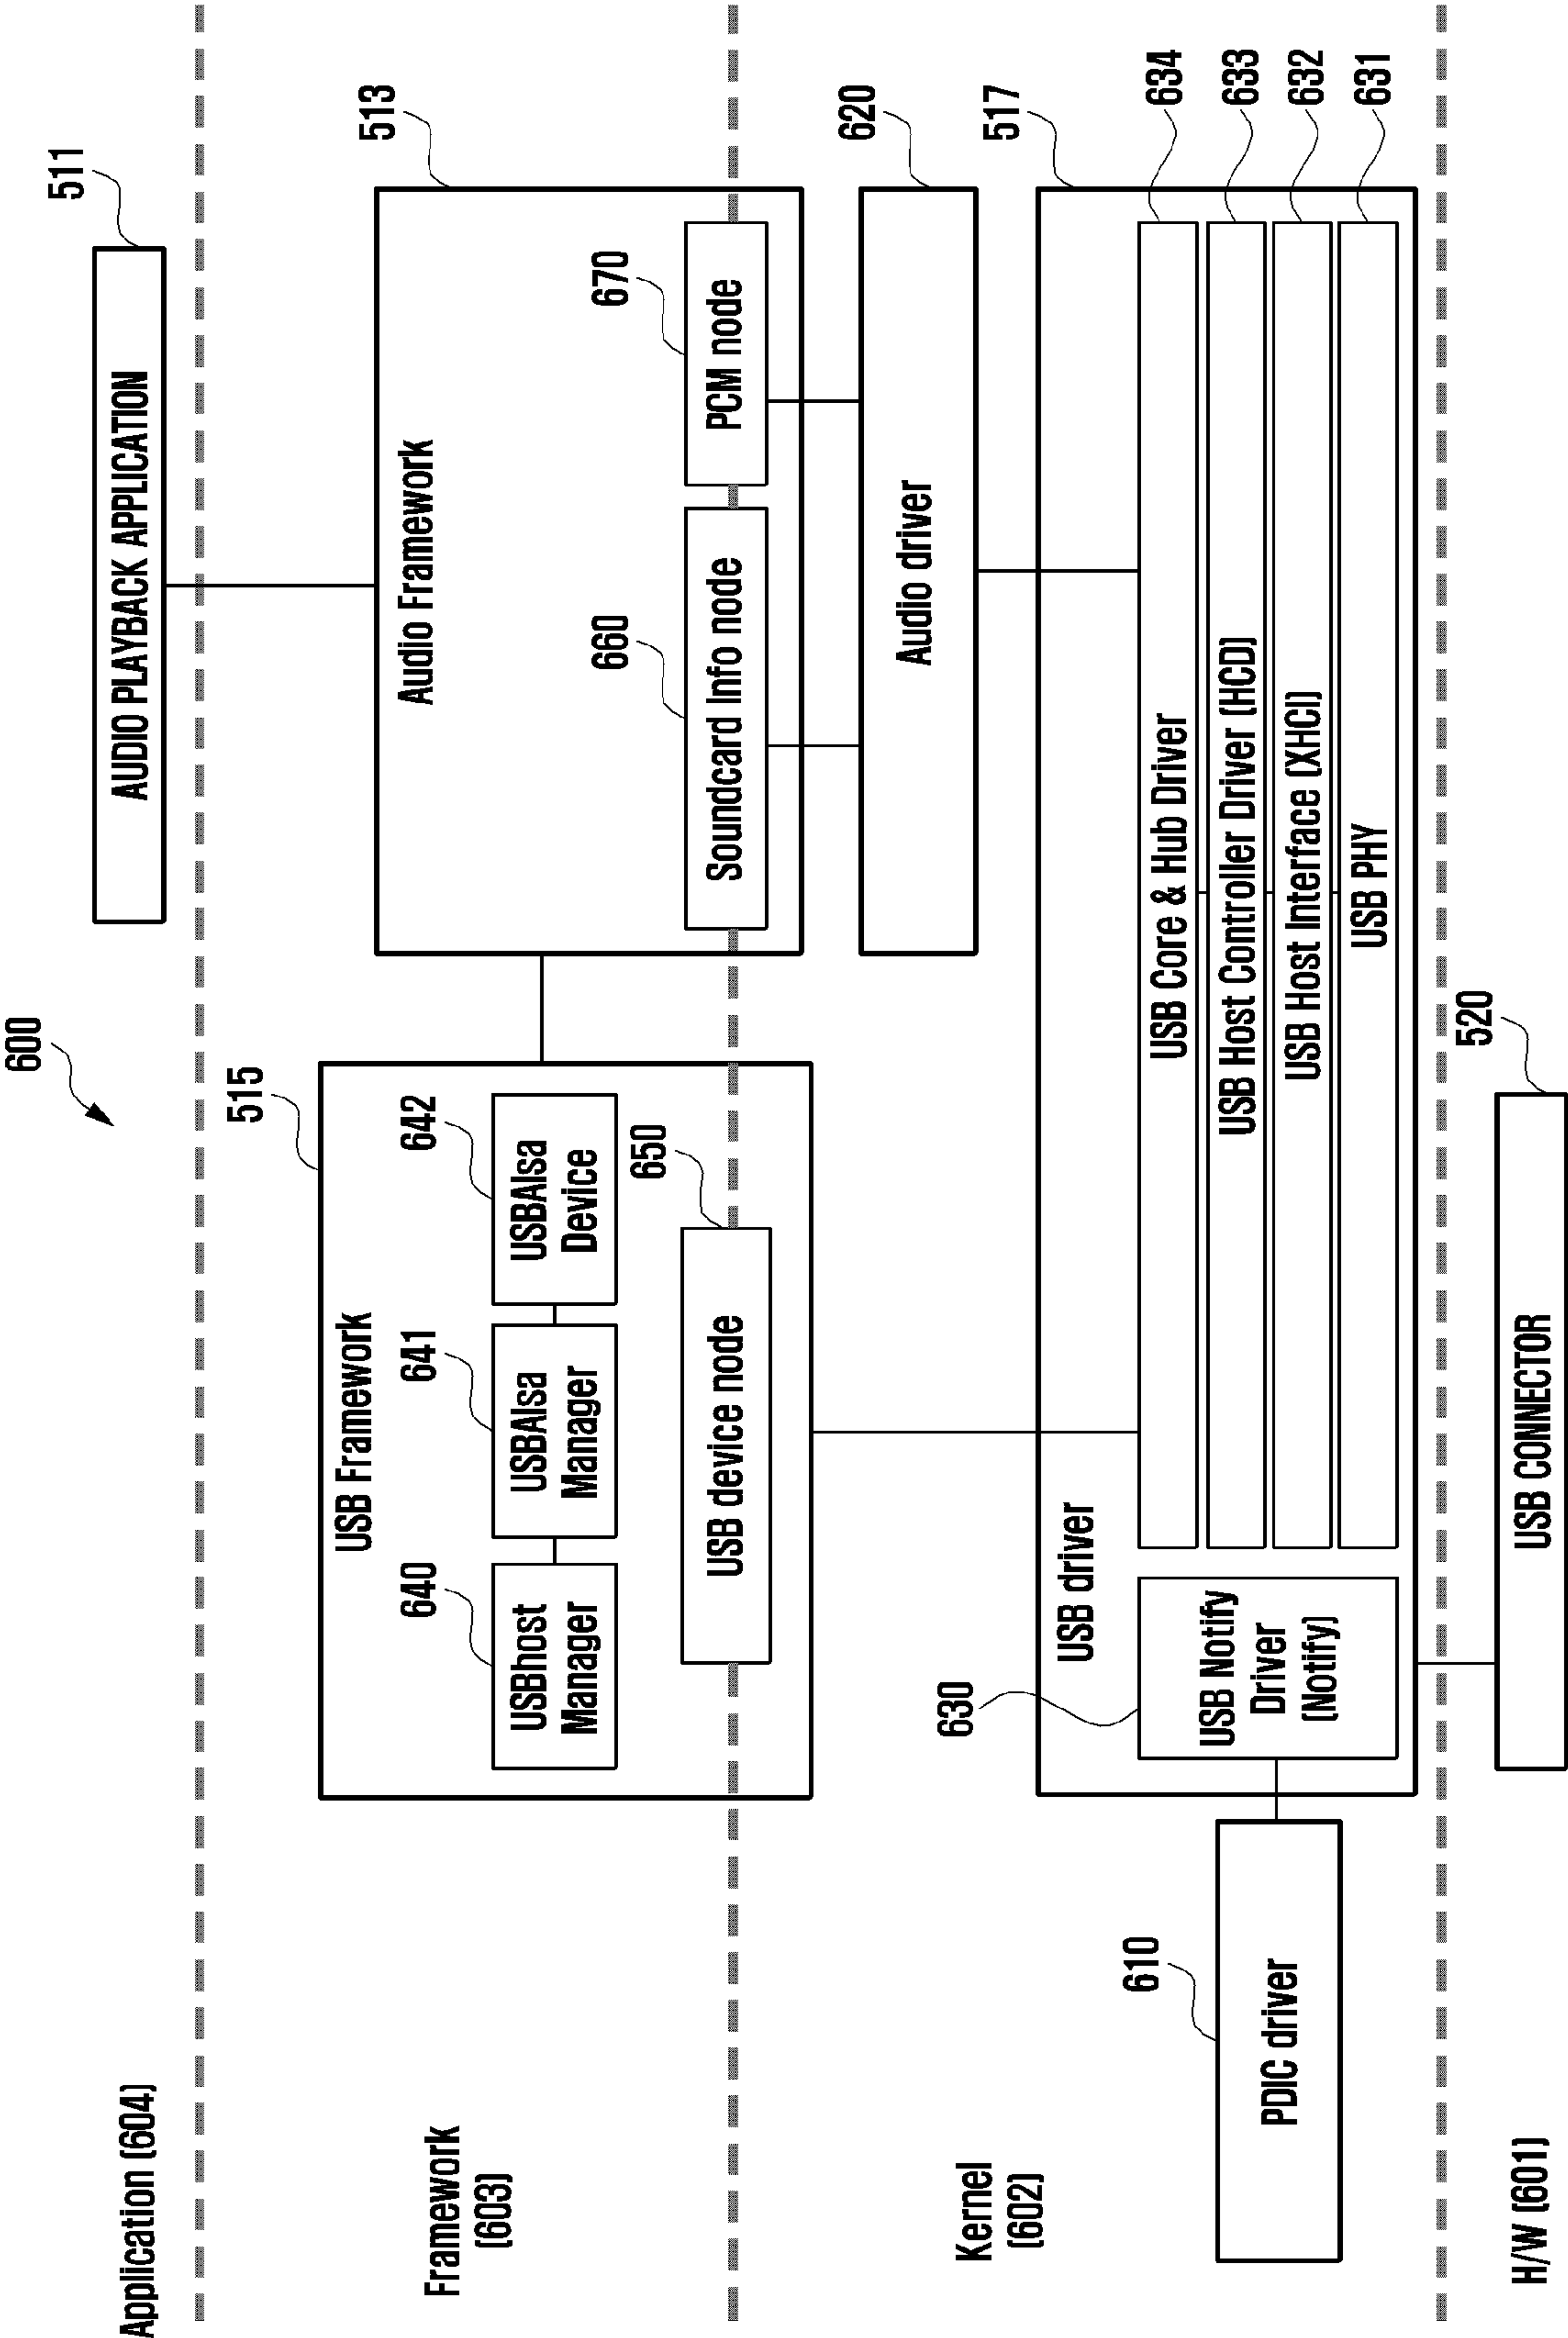 600
Application (604)
AUDIO PLAYBACK APPLICATION
511
Framework
(603)
515
USB Framework
640
USBhost
Manager
641
USBAlsa
Manager
642
USBAlsa
Device
650
USB device node
513
Audio Framework
660
Soundcard Info node
670
PCM node
Kernel
(602)
620
Audio driver
517
USB driver
610
PDIC driver
630
USB Notify
Driver
(Notify)
USB Core & Hub Driver
634
USB Host Controller Driver (HCD)
633
USB Host Interface (XHCI)
632
USB PHY
631
H/W (601)
USB CONNECTOR
520